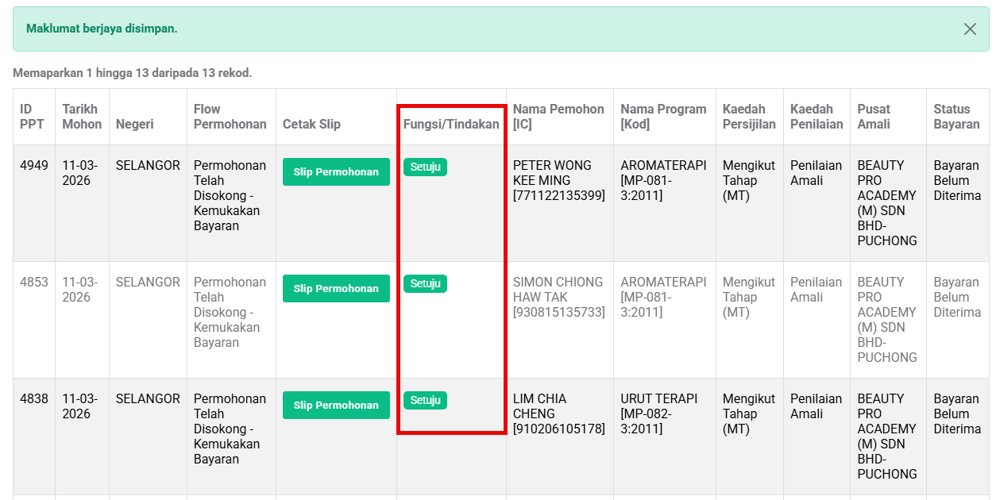 Maklumat berjaya disimpan.
Memaparkan 1 hingga 13 daripada 13 rekod.
ID
PPT
Tarikh
Mohon
Negeri
Flow
Permohonan
Cetak Slip
Fungsi/Tindakan
Nama Pemohon
[IC]
Nama Program
[Kod]
Kaedah
Persijilan
Kaedah
Penilaian
Pusat
Amali
Status
Bayaran
4949
11-03-
2026
SELANGOR
Permohonan
Telah
Disokong -
Kemukakan
Bayaran
Slip Permohonan
Setuju
PETER WONG
KEE MING
[771122135399]
AROMATERAPI
[MP-081-
3:2011]
Mengikut
Tahap
(MT)
Penilaian
Amali
BEAUTY
PRO
ACADEMY
(M) SDN
BHD-
PUCHONG
Bayaran
Belum
Diterima
4853
11-03-
2026
SELANGOR
Permohonan
Telah
Disokong -
Kemukakan
Bayaran
Slip Permohonan
Setuju
SIMON CHIONG
HAW TAK
[930815135733]
AROMATERAPI
[MP-081-
3:2011]
Mengikut
Tahap
(MT)
Penilaian
Amali
BEAUTY
PRO
ACADEMY
(M) SDN
BHD-
PUCHONG
Bayaran
Belum
Diterima
4838
11-03-
2026
SELANGOR
Permohonan
Telah
Disokong -
Kemukakan
Bayaran
Slip Permohonan
Setuju
LIM CHIA
CHENG
[910206105178]
URUT TERAPI
[MP-082-
3:2011]
Mengikut
Tahap
(MT)
Penilaian
Amali
BEAUTY
PRO
ACADEMY
(M) SDN
BHD-
PUCHONG
Bayaran
Belum
Diterima